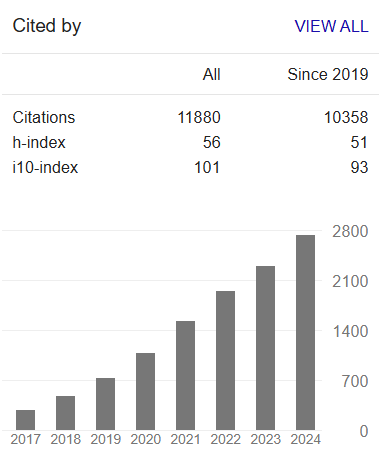 Cited by VIEW ALL
All Since 2019
Citations 11880 10358
h-index 56 51
i10-index 101 93
2800
2100
1400
700
0
2017 2018 2019 2020 2021 2022 2023 2024